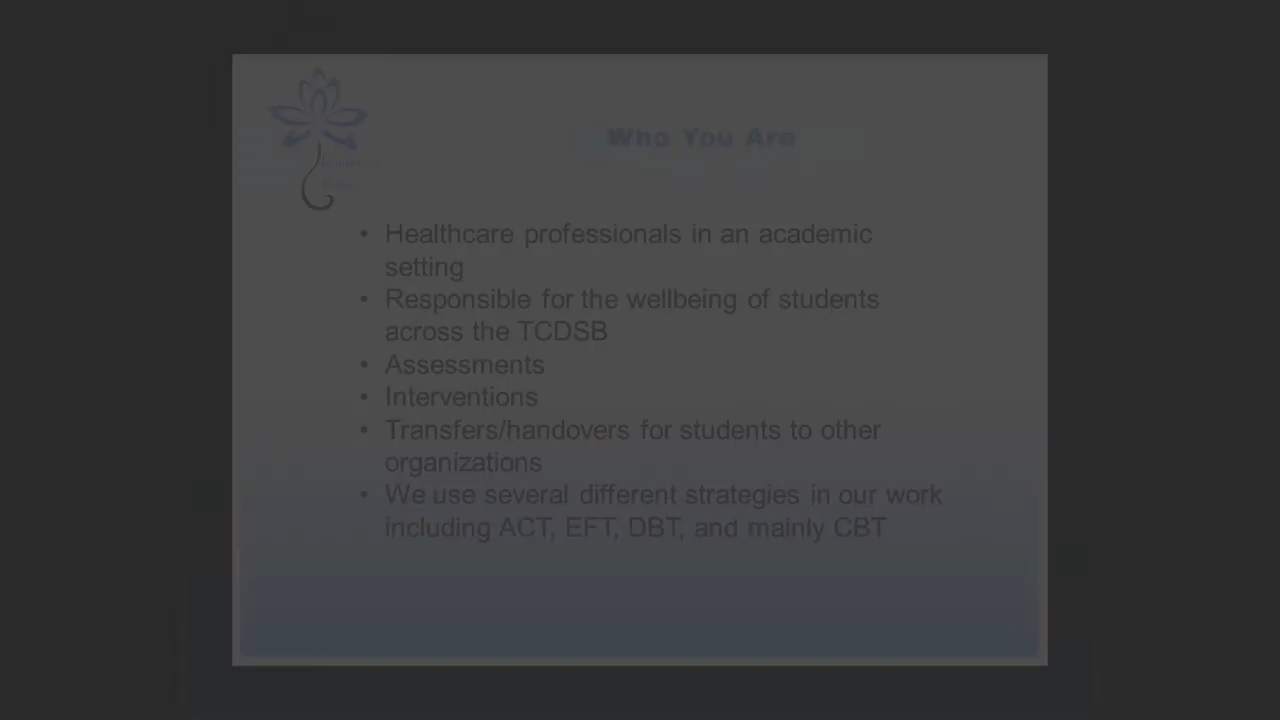 Who You Are
• Healthcare professionals in an academic
setting
• Responsible for the wellbeing of students
across the TCDSB
• Assessments
• Interventions
• Transfers/handovers for students to other
organizations
• We use several different strategies in our work
including ACT, EFT, DBT, and mainly CBT